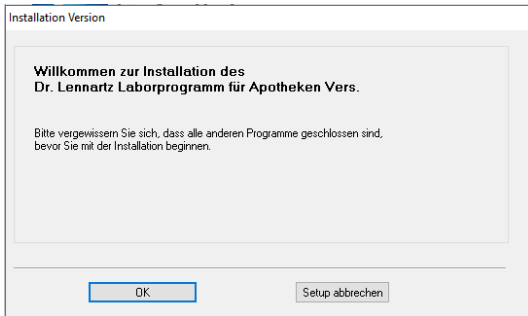 Installation Version
Willkommen zur Installation des
Dr. Lennartz Laborprogramm für Apotheken Vers.
Bitte vergewissern Sie sich, dass alle anderen Programme geschlossen sind,
bevor Sie mit der Installation beginnen.
OK
Setup abbrechen